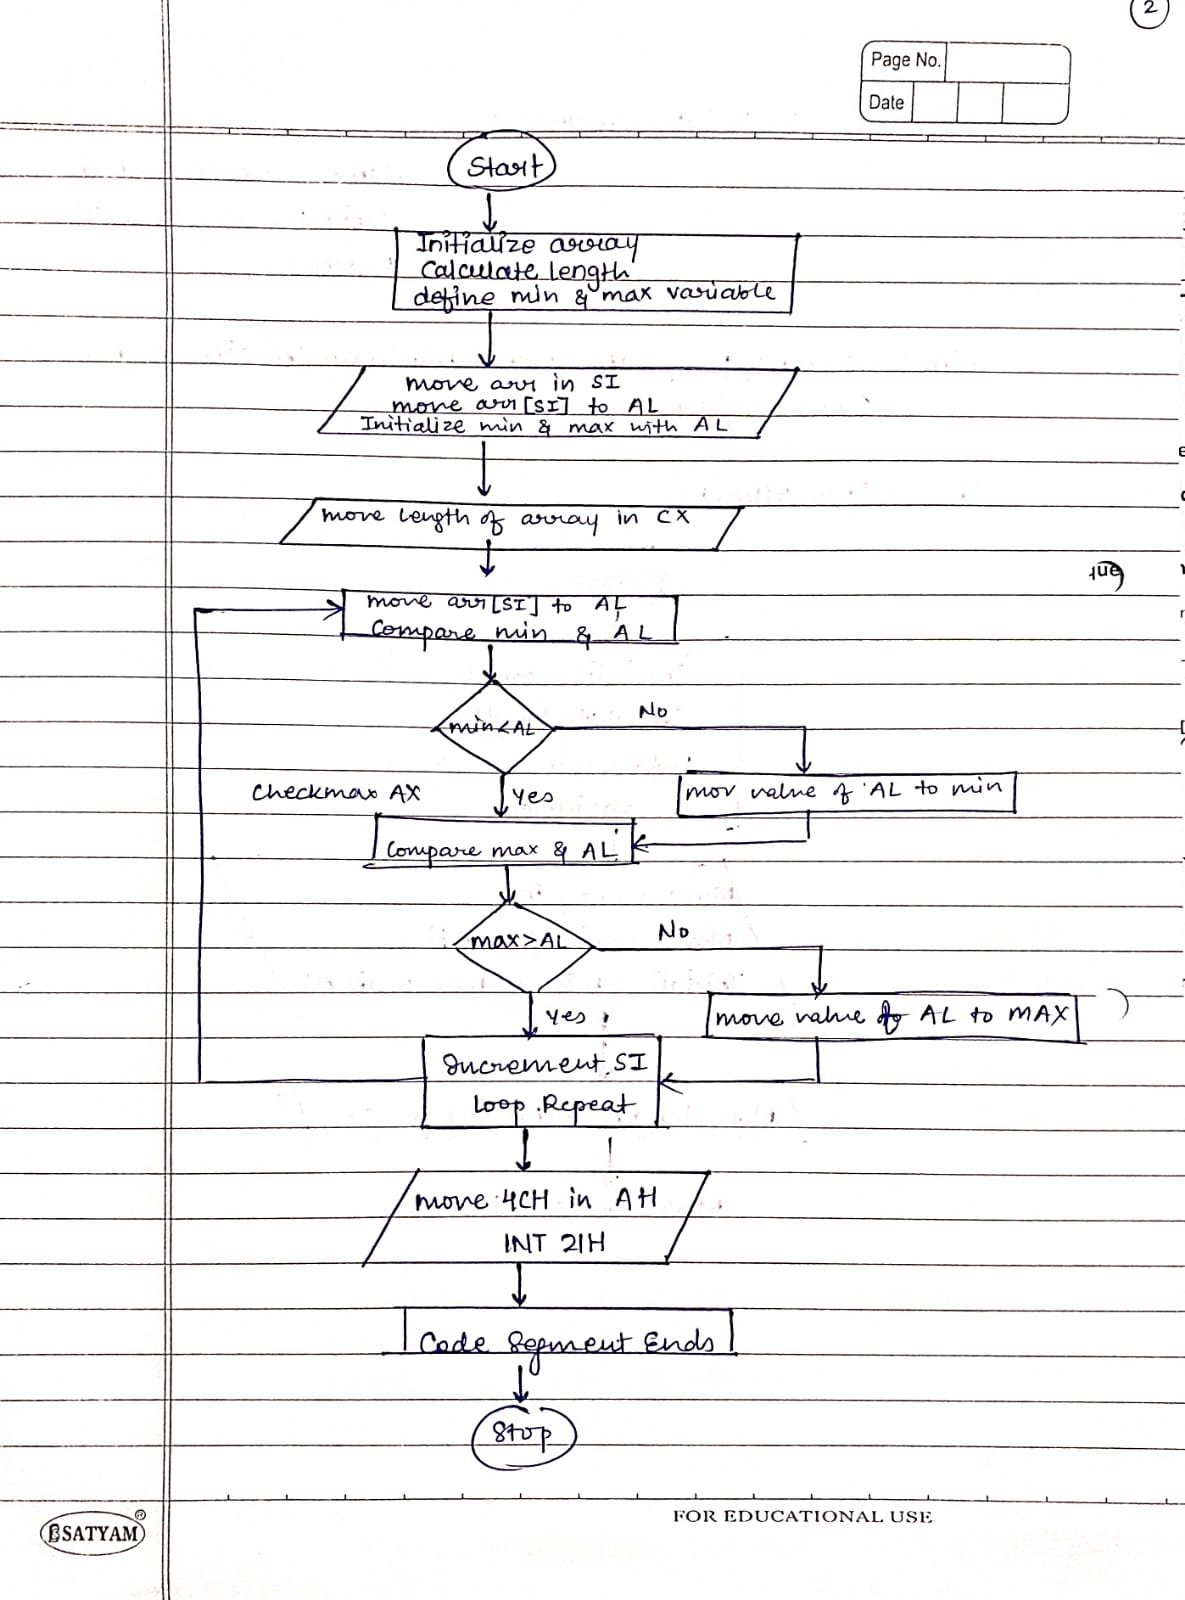 2
Page No.
Date
Start
Initialize array
Calculate length
define min & max variable
move arr in SI
move arr[SI] to AL
Initialize min & max with AL
move length of array in CX
move arr[SI] to AL
Compare min & AL
min<AL
No
mov value of AL to min
Checkmax AX
Yes
Compare max & AL
max>AL
No
Yes
move value of AL to MAX
Increment SI
Loop Repeat
move 4CH in AH
INT 21H
Code Segment Ends
Stop
SATYAM
FOR EDUCATIONAL USE